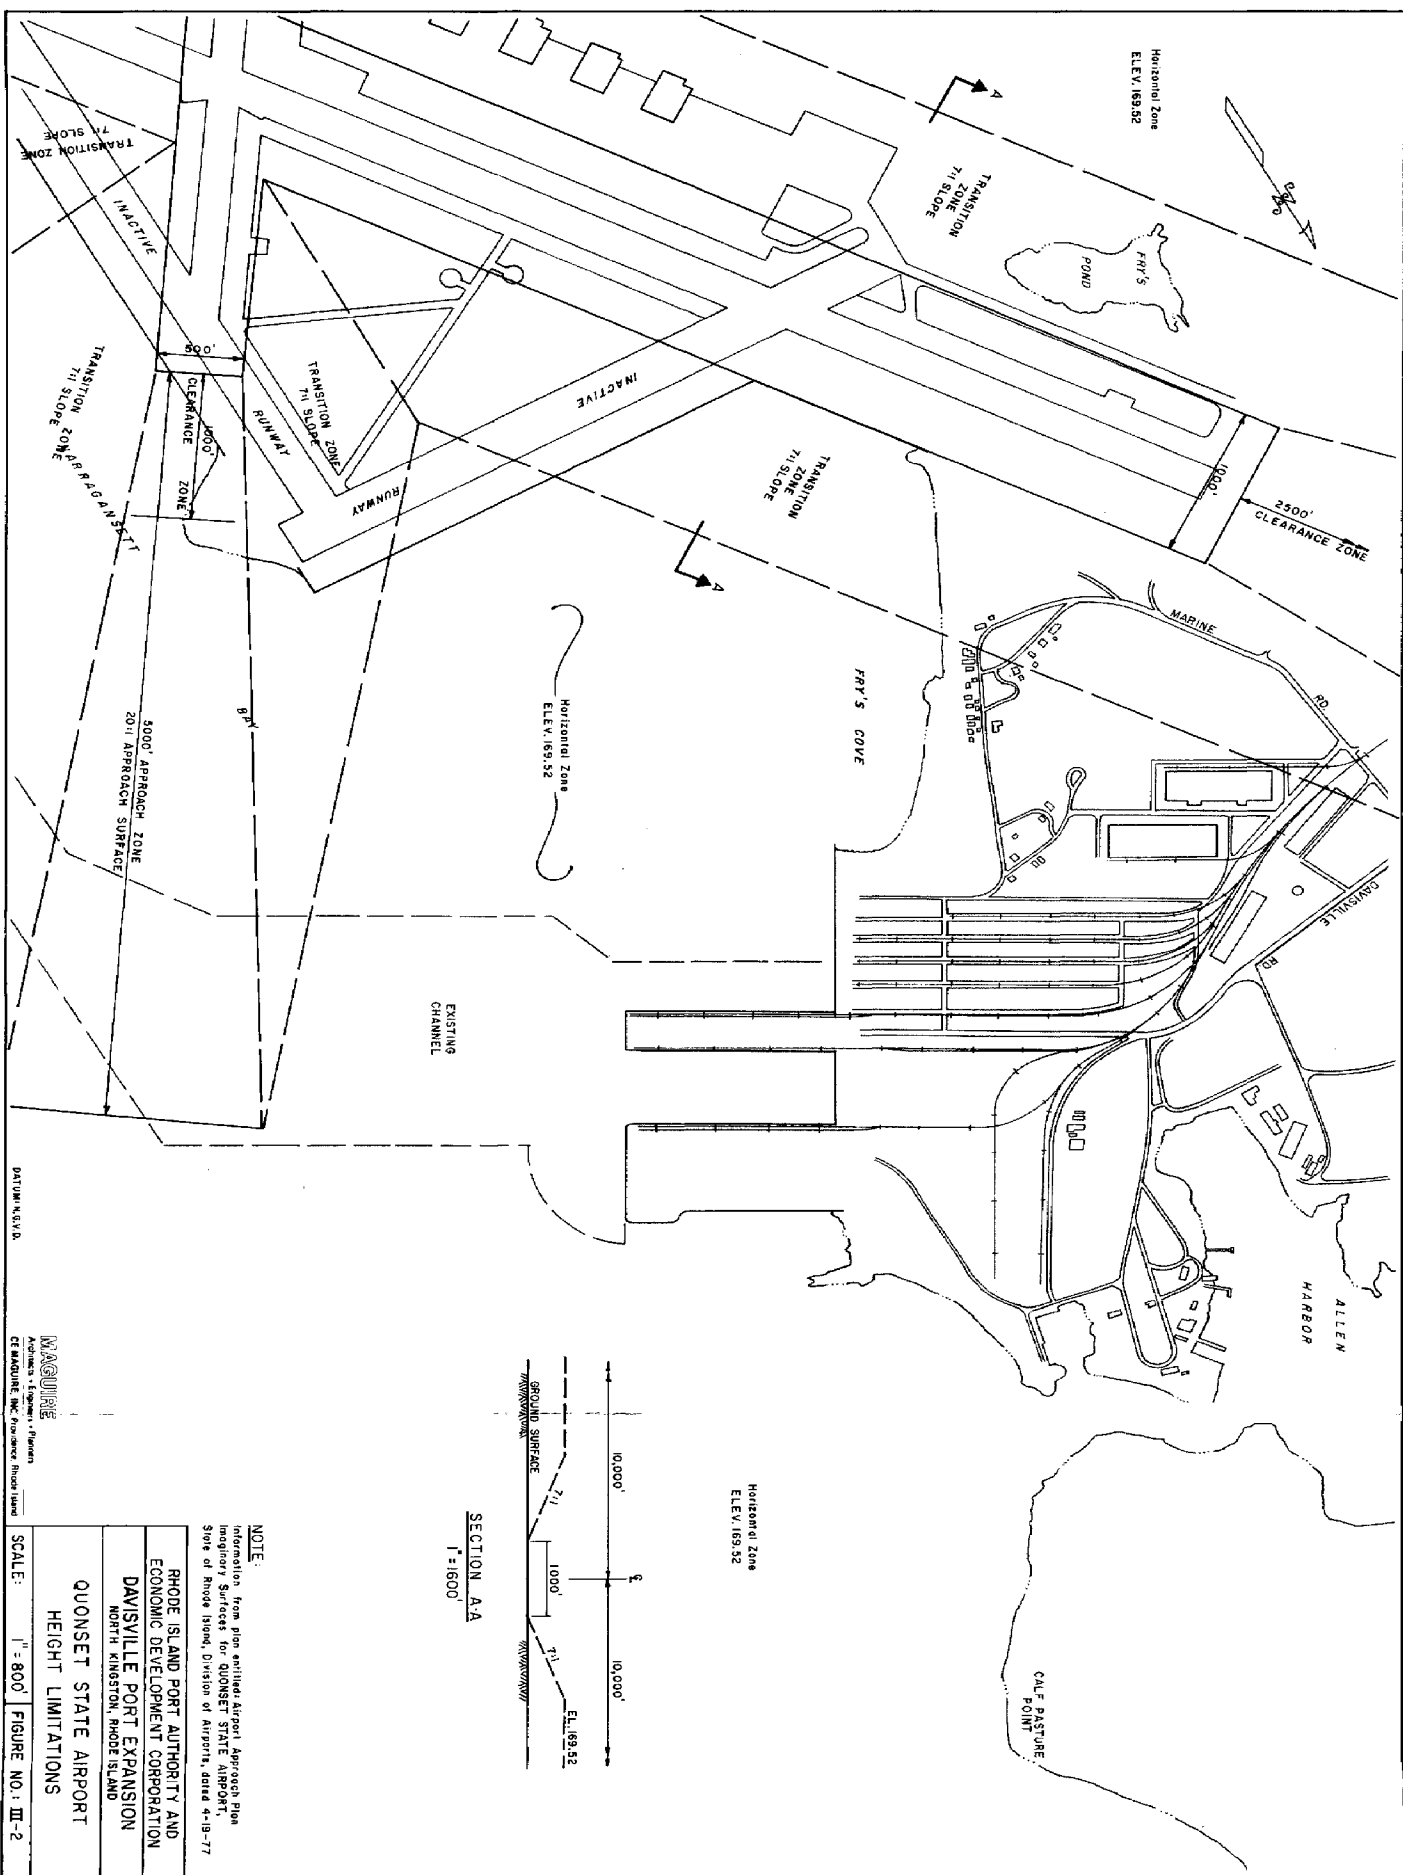 Horizontal Zone
ELEV. 169.52
A
TRANSITION
ZONE
7:1 SLOPE
FRY'S
POND
TRANSITION ZONE
7:1 SLOPE
INACTIVE
500'
1000'
CLEARANCE ZONE
RUNWAY
TRANSITION ZONE
7:1 SLOPE
INACTIVE
RUNWAY
TRANSITION
ZONE
7:1 SLOPE
1000'
2500'
CLEARANCE ZONE
TRANSITION ZONE
7:1 SLOPE
NARRAGANSETT
BAY
5000' APPROACH ZONE
20:1 APPROACH SURFACE
A
Horizontal Zone
ELEV. 169.52
FRY'S COVE
MARINE
RD.
DAVISVILLE
RD.
RD
EXISTING
CHANNEL
ALLEN
HARBOR
Horizontal Zone
ELEV. 169.52
CALF PASTURE
POINT
10,000'
10,000'
℄
1000'
7:1
7:1
EL. 169.52
GROUND SURFACE
SECTION A-A
1"=1600'
NOTE:
Information from plan entitled: Airport Approach Plan
Imaginary Surfaces for QUONSET STATE AIRPORT,
State of Rhode Island, Division of Airports, dated 4-19-77
DATUM: N.G.V.D.
MAGUIRE
Architects • Engineers • Planners
CE MAGUIRE, INC. Providence, Rhode Island
RHODE ISLAND PORT AUTHORITY AND
ECONOMIC DEVELOPMENT CORPORATION
DAVISVILLE PORT EXPANSION
NORTH KINGSTON, RHODE ISLAND
QUONSET STATE AIRPORT
HEIGHT LIMITATIONS
SCALE: 1" = 800'
FIGURE NO.: III-2